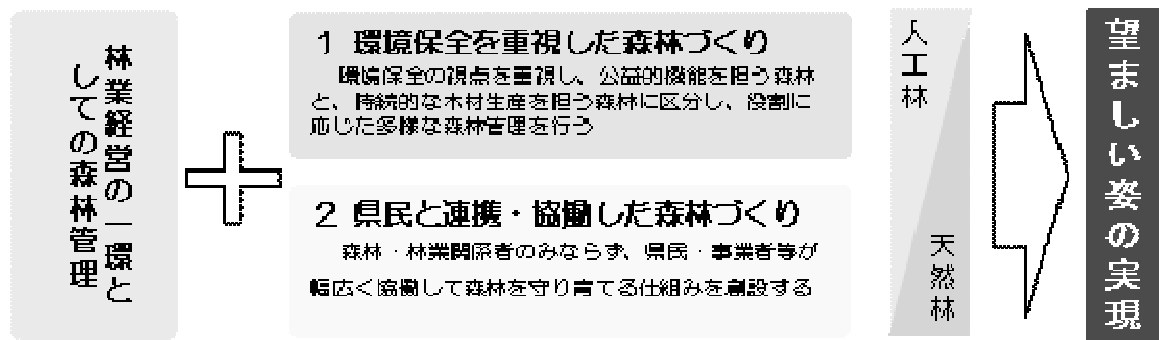 林業経営の一環と
しての森林管理
1 環境保全を重視した森林づくり
環境保全の視点を重視し、公益的機能を担う森林
と、持続的な木材生産を担う森林に区分し、役割に
応じた多様な森林管理を行う
2 県民と連携・協働した森林づくり
森林・林業関係者のみならず、県民・事業者等が
幅広く協働して森林を守り育てる仕組みを創設する
人工林
天然林
望ましい姿の実現